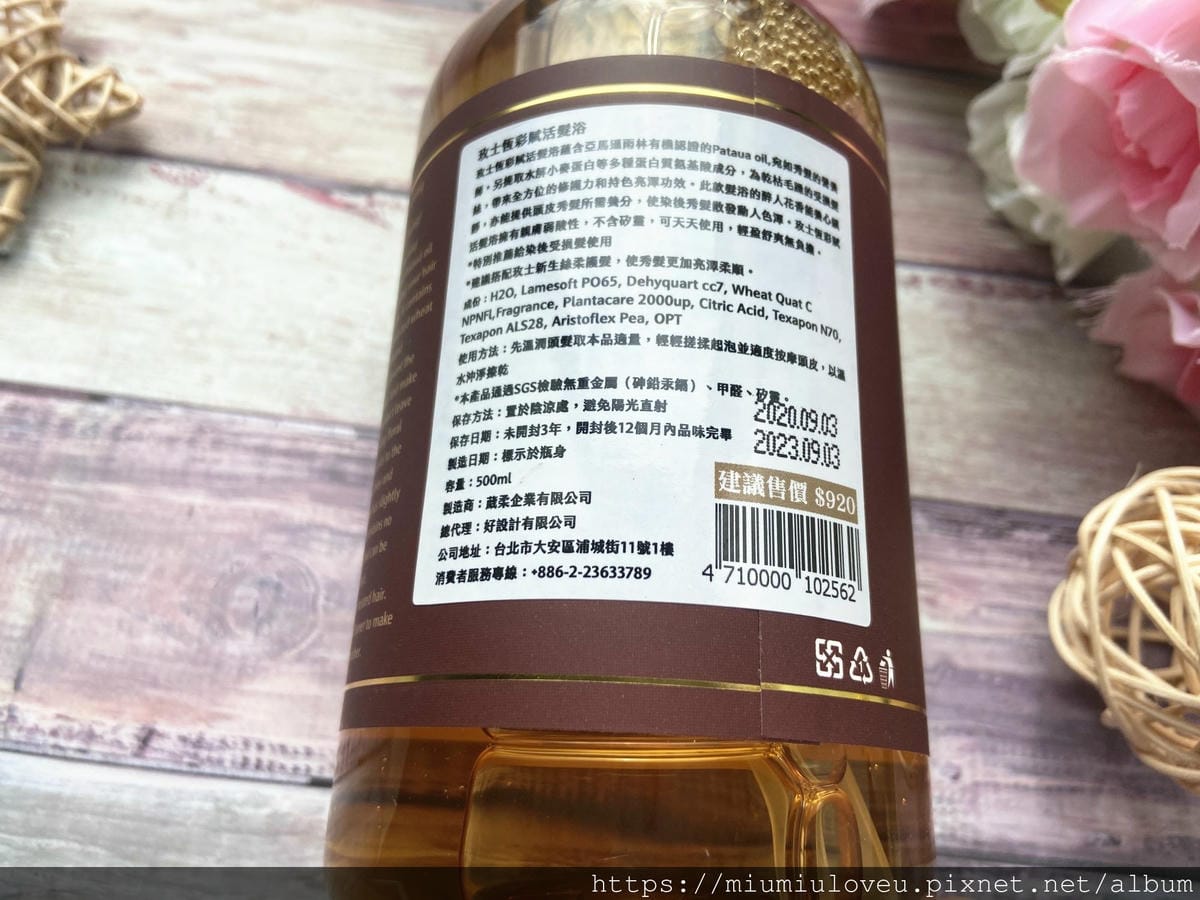 玫士恆彩賦活髮浴
玫士恆彩賦活髮浴蘊含亞馬遜雨林有機認證的Pataua oil,宛如秀髮的營養
師，另擷取水解小麥蛋白等多種蛋白質氨基酸成分，為乾枯毛躁的受損髮
絲，帶來全方位的修護力和持色亮澤功效。此款髮浴的醉人花香能養心
，亦能提供頭皮秀髮所需養分，使染後秀髮散發動人色澤。玫士恆彩賦
活髮浴擁有親膚弱酸性，不含矽靈，可天天使用，輕盈舒爽無負擔。
*特別推薦給染後受損髮使用
*建議搭配玫士新生絲柔護髮，使秀髮更加亮澤柔順。
成份：H2O, Lamesoft PO65, Dehyquart cc7, Wheat Quat C
NPNFl,Fragrance, Plantacare 2000up, Citric Acid, Texapon N70,
Texapon ALS28, Aristoflex Pea, OPT
使用方法：先溫潤頭髮取本品適量，輕輕搓揉起泡並適度按摩頭皮，以溫
水沖淨擦乾
*本產品通過SGS檢驗無重金屬（砷鉛汞鎘）、甲醛、矽靈。
保存方法：置於陰涼處，避免陽光直射
2020.09.03
保存日期：未開封3年，開封後12個月內品味完畢
2023.09.03
製造日期：標示於瓶身
容量：500ml
建議售價 $920
製造商：葳柔企業有限公司
總代理：好設計有限公司
公司地址：台北市大安區浦城街11號1樓
消費者服務專線：+886-2-23633789
4 710000 102562
https://miumiuloveu.pixnet.net/album